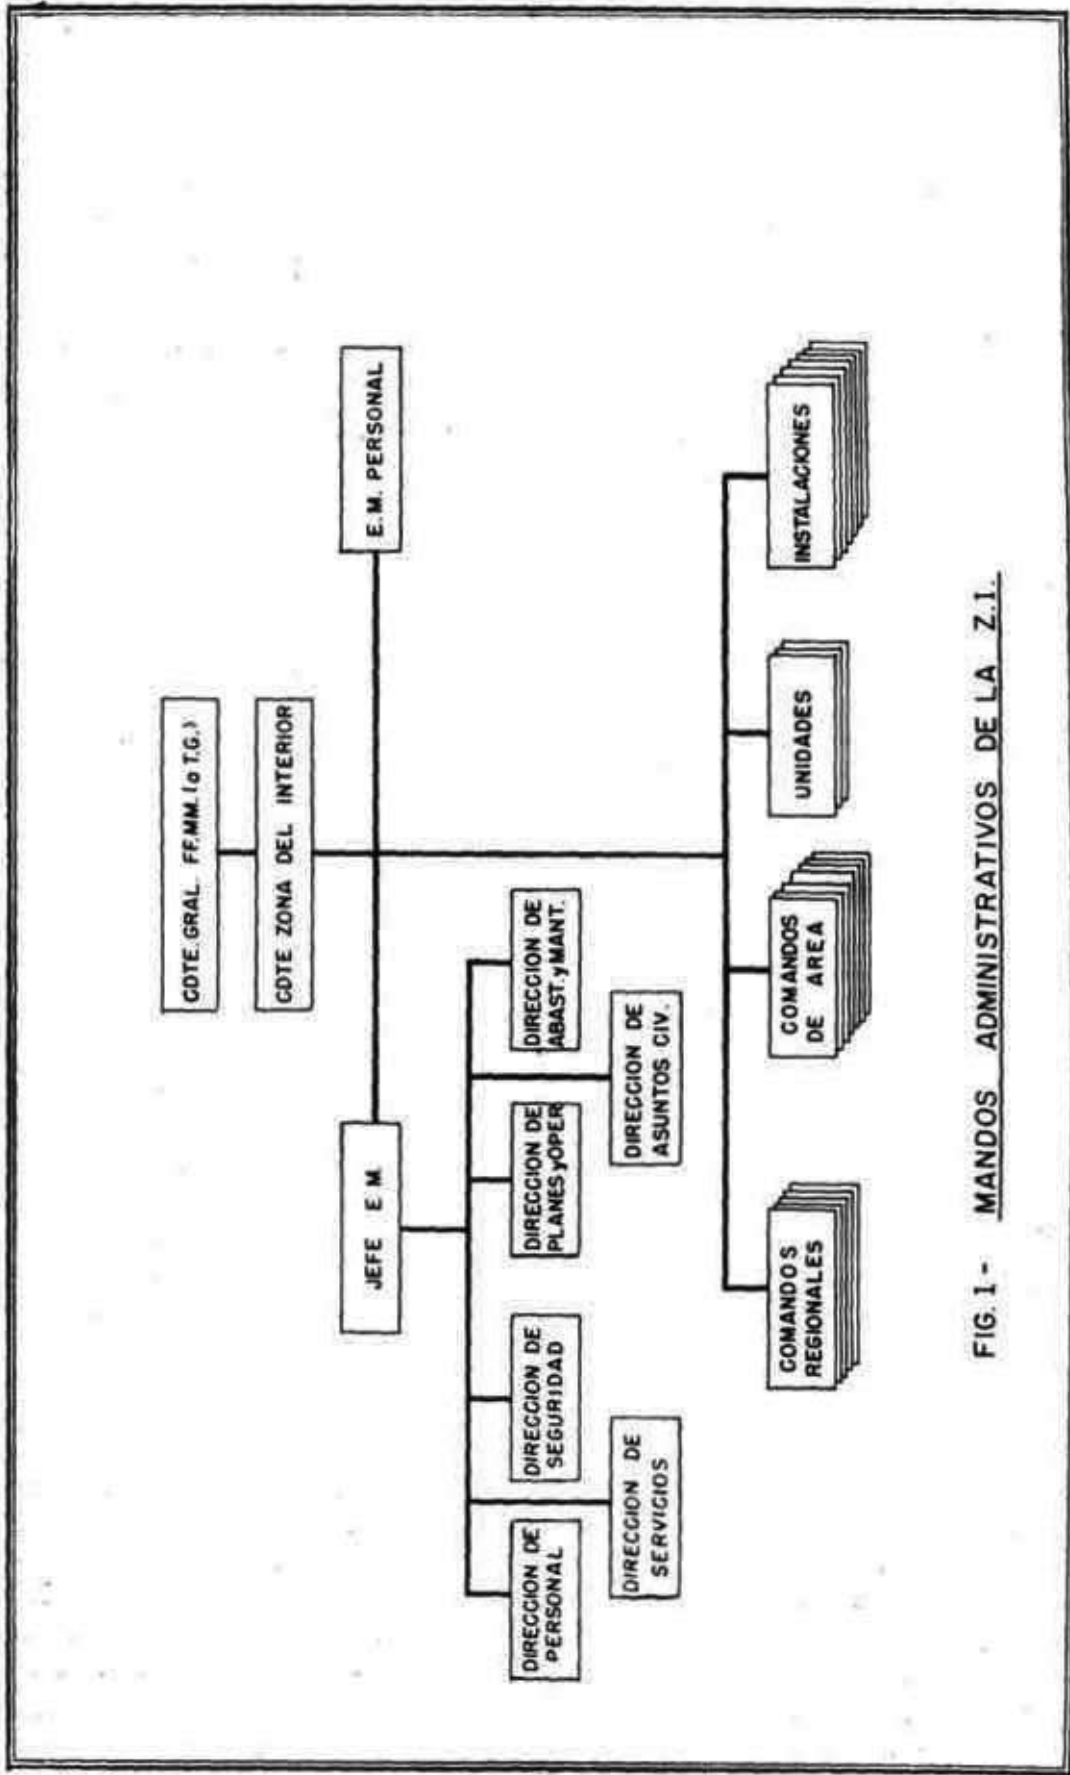 CDTE. GRAL. FF.MM. (o T.G.)
CDTE ZONA DEL INTERIOR
JEFE E M.
E.M. PERSONAL
DIRECCION DE
PERSONAL
DIRECCION DE
SEGURIDAD
DIRECCION DE
PLANES y OPER
DIRECCION DE
ABAST. y MANT.
DIRECCION DE
SERVICIOS
DIRECCION DE
ASUNTOS CIV.
COMANDOS
REGIONALES
COMANDOS
DE AREA
UNIDADES
INSTALACIONES
FIG. 1 - MANDOS ADMINISTRATIVOS DE LA Z.I.